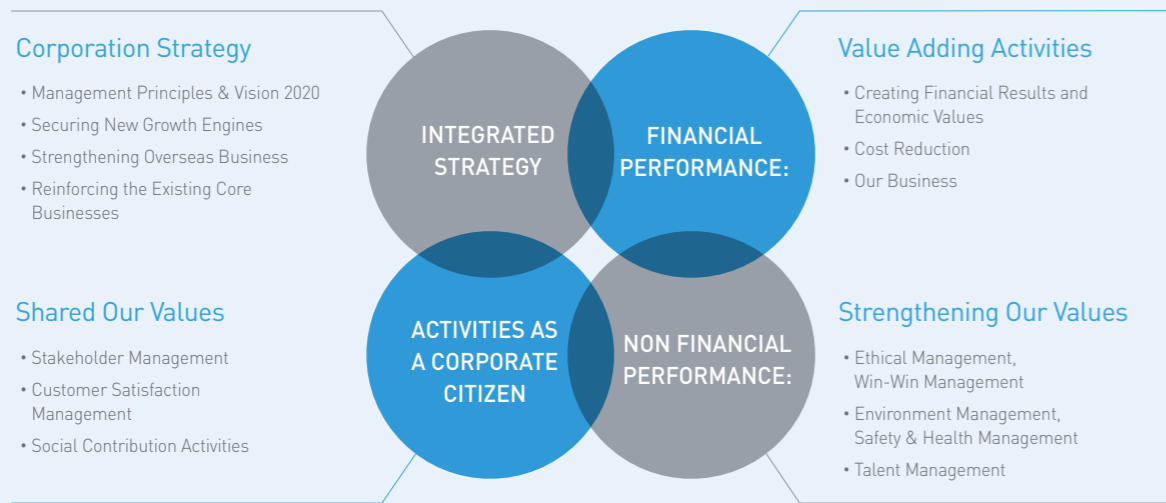 Corporation Strategy
• Management Principles & Vision 2020
• Securing New Growth Engines
• Strengthening Overseas Business
• Reinforcing the Existing Core
Businesses
INTEGRATED
STRATEGY
FINANCIAL
PERFORMANCE:
Value Adding Activities
• Creating Financial Results and
Economic Values
• Cost Reduction
• Our Business
Shared Our Values
• Stakeholder Management
• Customer Satisfaction
Management
• Social Contribution Activities
ACTIVITIES AS
A CORPORATE
CITIZEN
NON FINANCIAL
PERFORMANCE:
Strengthening Our Values
• Ethical Management,
Win-Win Management
• Environment Management,
Safety & Health Management
• Talent Management